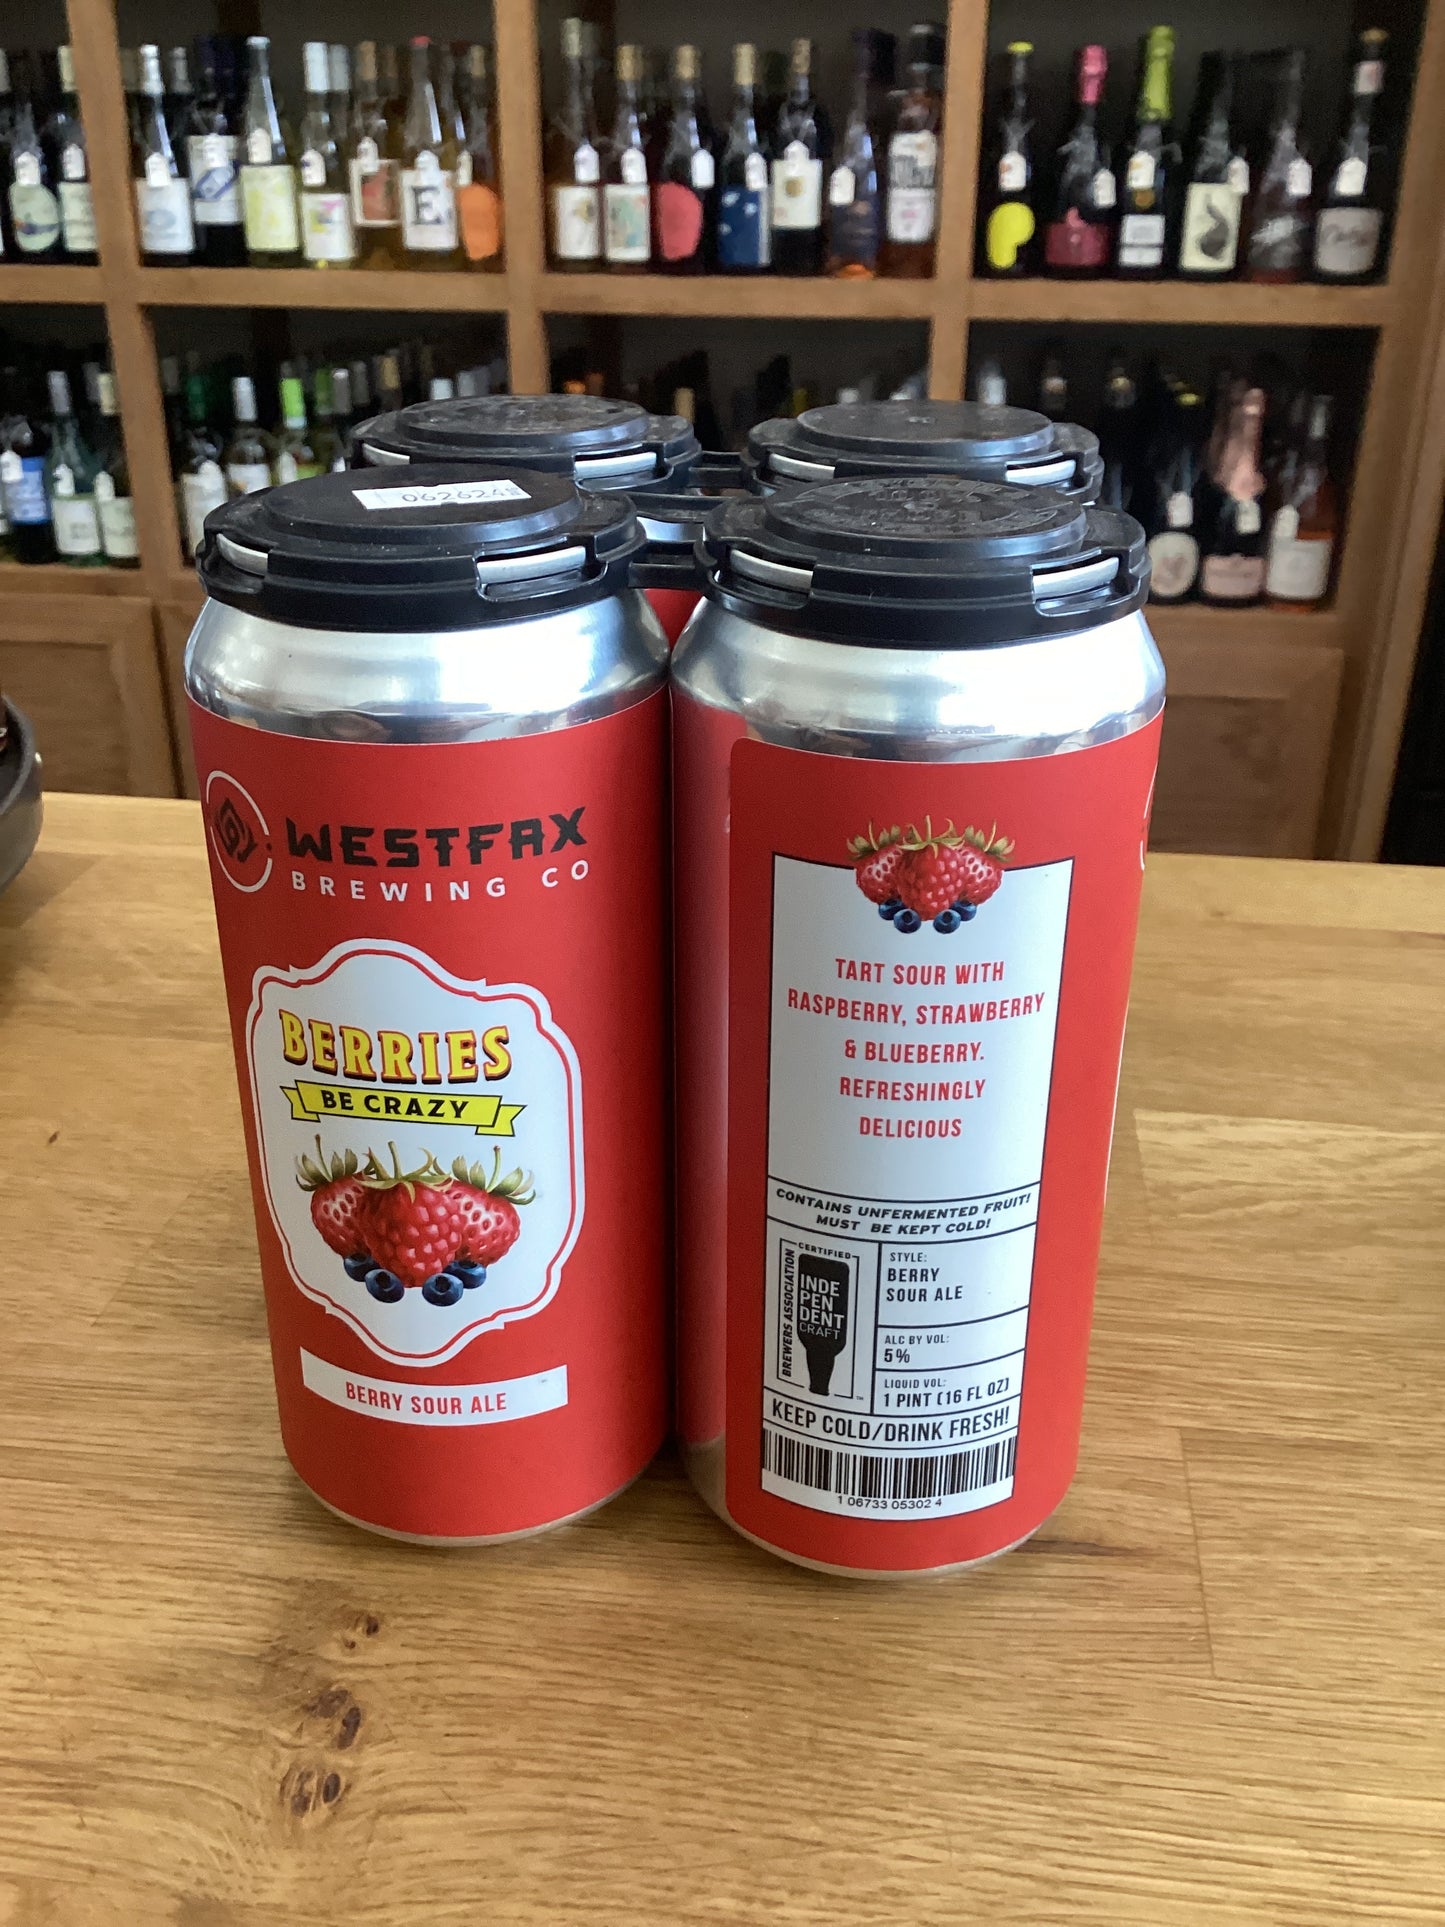 062624
WESTFAX
BREWING CO
BERRIES
BE CRAZY
BERRY SOUR ALE
TART SOUR WITH
RASPBERRY, STRAWBERRY
& BLUEBERRY.
REFRESHINGLY
DELICIOUS
CONTAINS UNFERMENTED FRUIT!
MUST BE KEPT COLD!
CERTIFIED
BREWERS ASSOCIATION
INDE
PEN
DENT
CRAFT
TM
STYLE:
BERRY
SOUR ALE
ALC BY VOL:
5%
LIQUID VOL:
1 PINT (16 FL OZ)
KEEP COLD/DRINK FRESH!
1 06733 05302 4